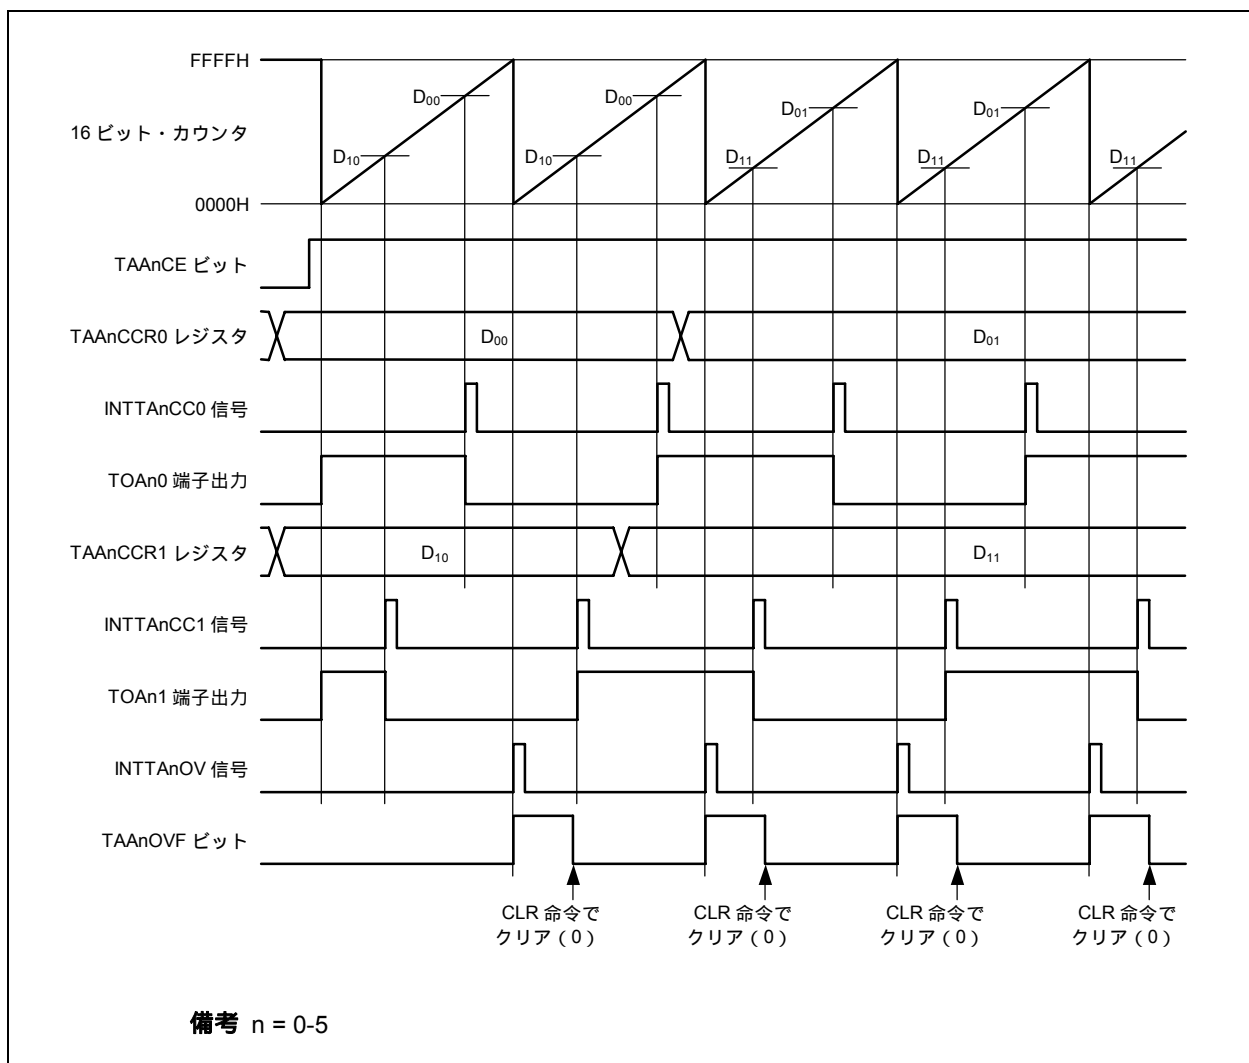 FFFFH
D00
D00
D01
D01
16 ビット・カウンタ
D10
D10
D11
D11
D11
0000H
TAAnCE ビット
TAAnCCR0 レジスタ
D00
D01
INTTAnCC0 信号
TOAn0 端子出力
TAAnCCR1 レジスタ
D10
D11
INTTAnCC1 信号
TOAn1 端子出力
INTTAnOV 信号
TAAnOVF ビット
CLR 命令で
クリア（0）
CLR 命令で
クリア（0）
CLR 命令で
クリア（0）
CLR 命令で
クリア（0）
備考 n = 0-5